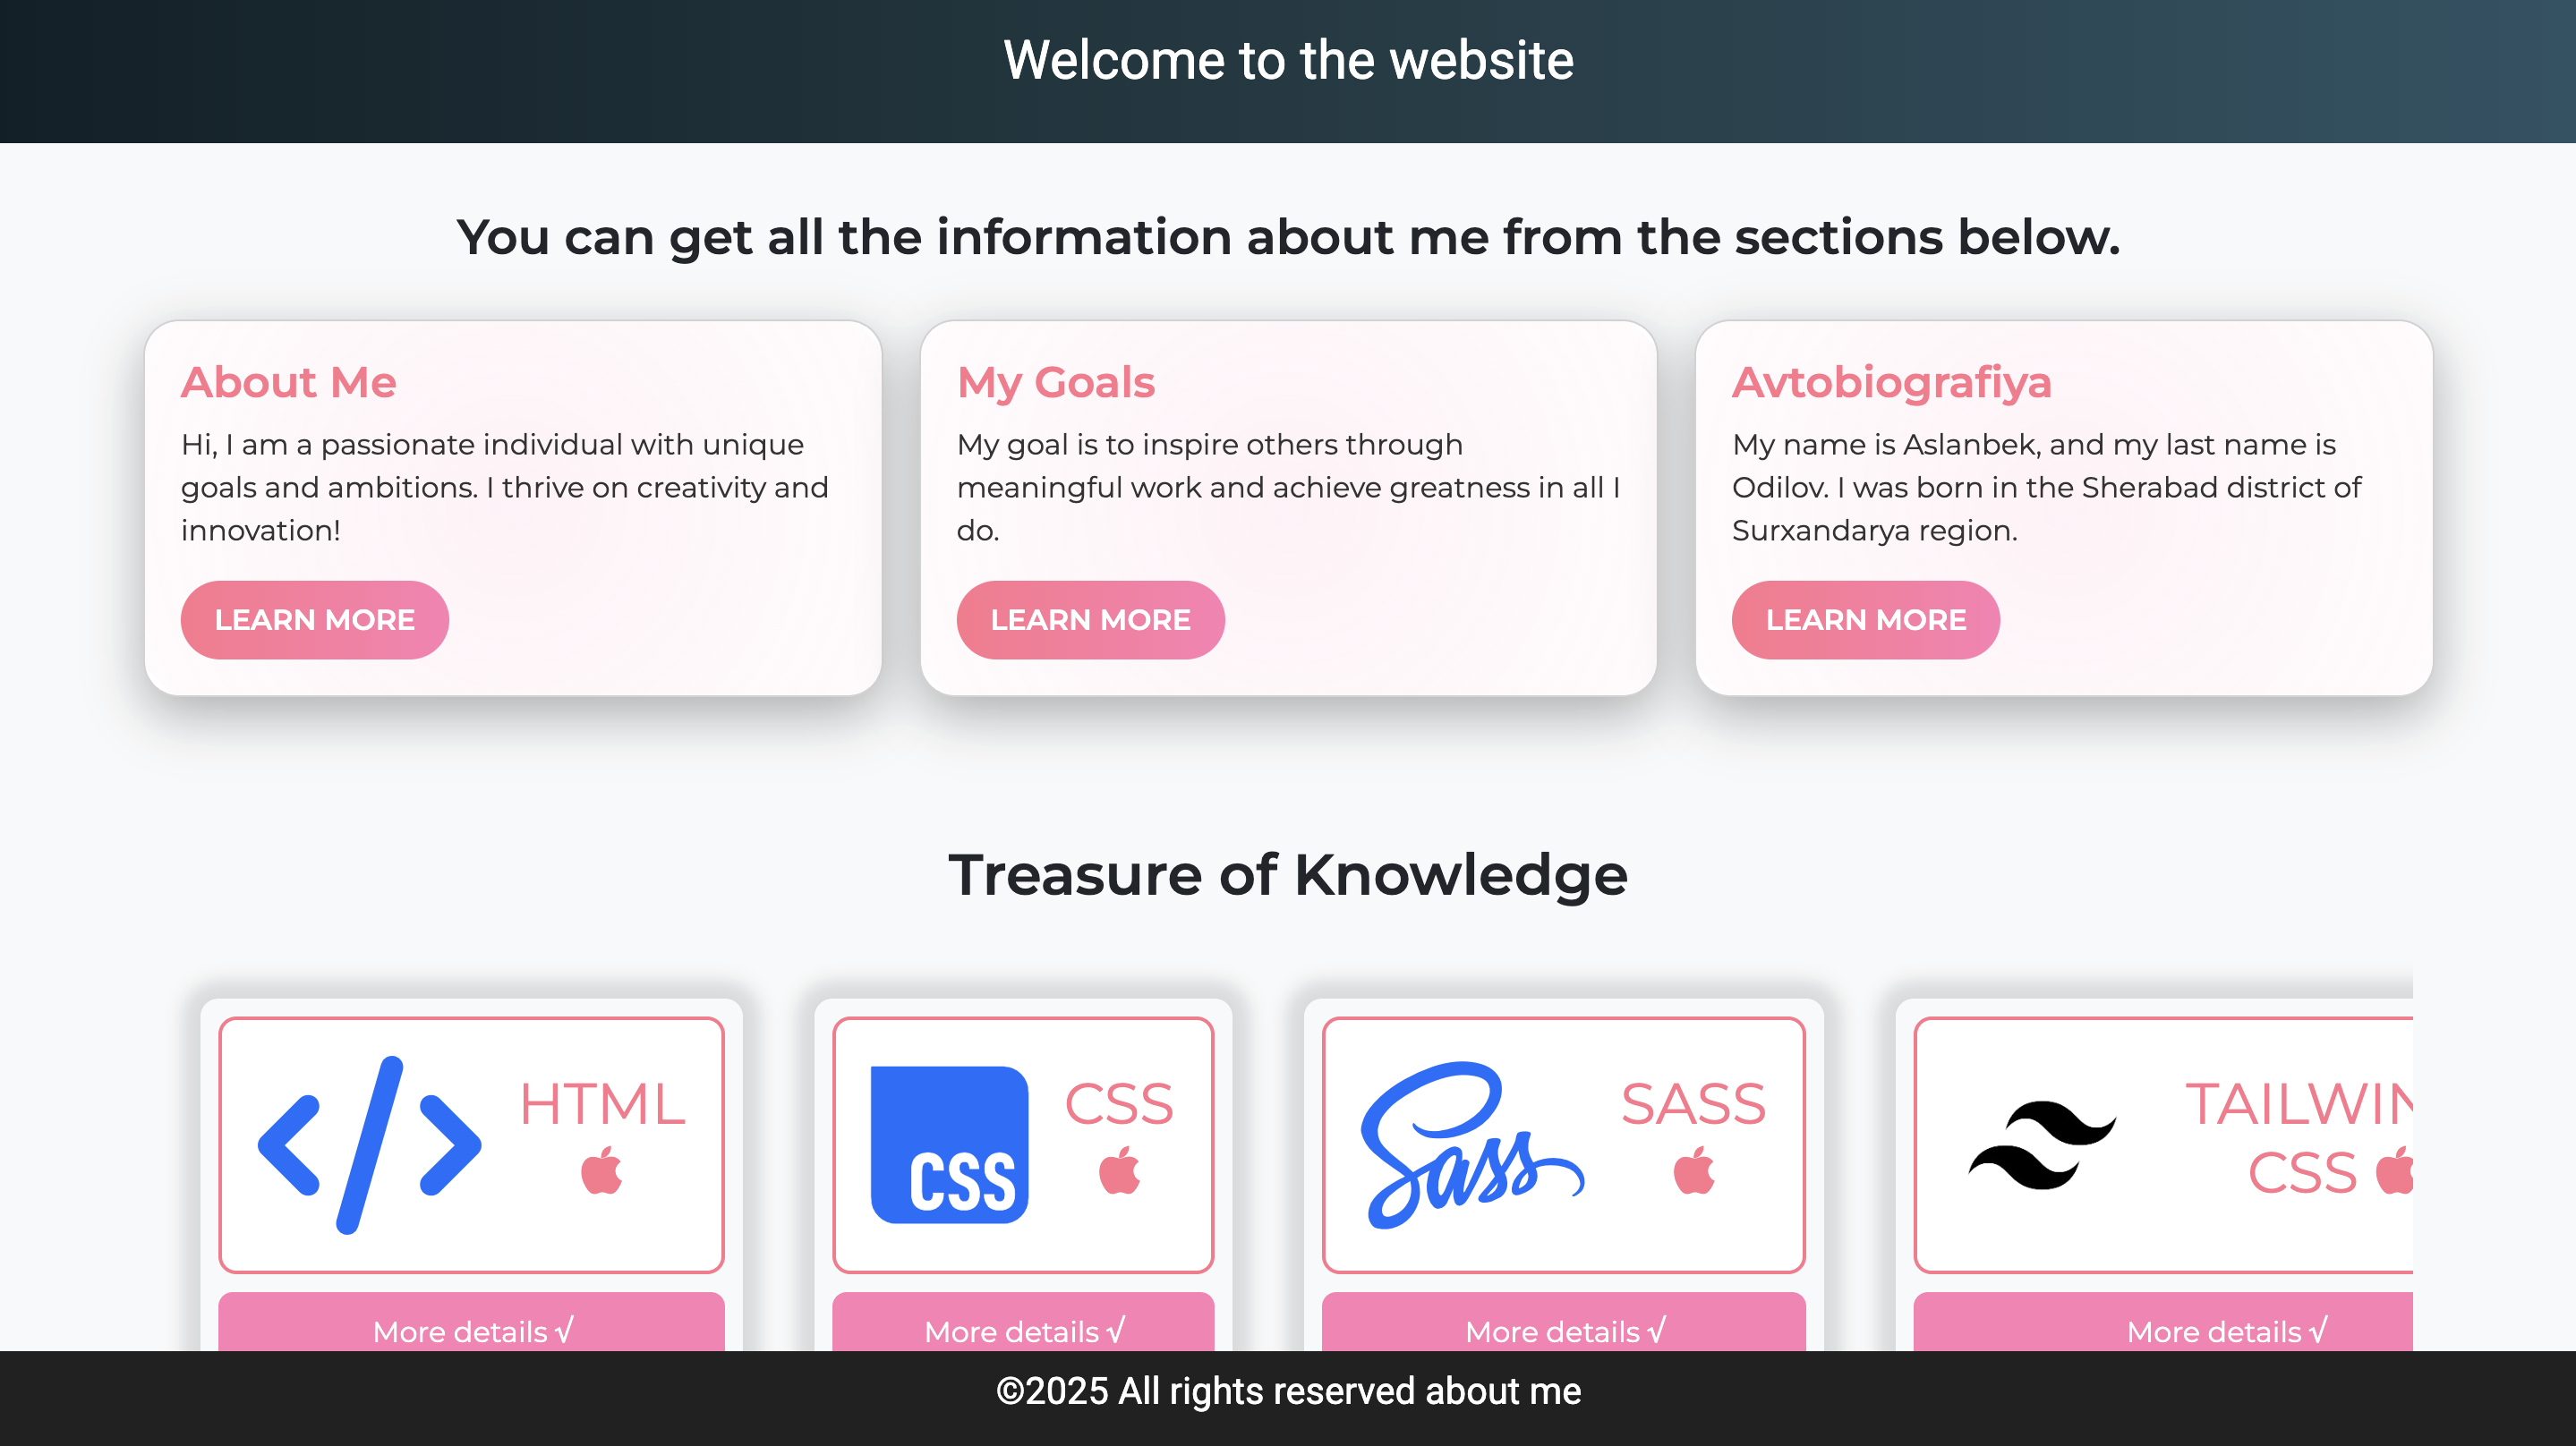 Welcome to the website
You can get all the information about me from the sections below.
About Me
Hi, I am a passionate individual with unique
goals and ambitions. I thrive on creativity and
innovation!
LEARN MORE
My Goals
My goal is to inspire others through
meaningful work and achieve greatness in all I
do.
LEARN MORE
Avtobiografiya
My name is Aslanbek, and my last name is
Odilov. I was born in the Sherabad district of
Surxandarya region.
LEARN MORE
Treasure of Knowledge
</>
HTML
More details √
CSS
CSS
More details √
Sass
SASS
More details √
TAILWIN
CSS
More details √
©2025 All rights reserved about me